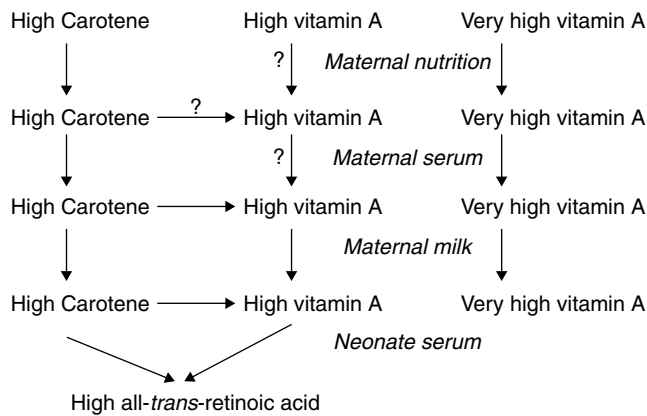 High Carotene High vitamin A Very high vitamin A
? Maternal nutrition
High Carotene ? High vitamin A Very high vitamin A
? Maternal serum
High Carotene High vitamin A Very high vitamin A
Maternal milk
High Carotene High vitamin A Very high vitamin A
Neonate serum
High all-trans-retinoic acid